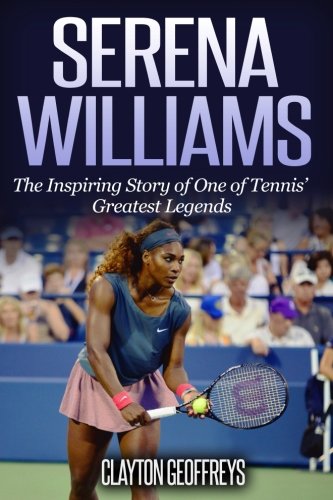 SERENA
WILLIAMS
The Inspiring Story of One of Tennis'
Greatest Legends
CLAYTON GEOFFREYS